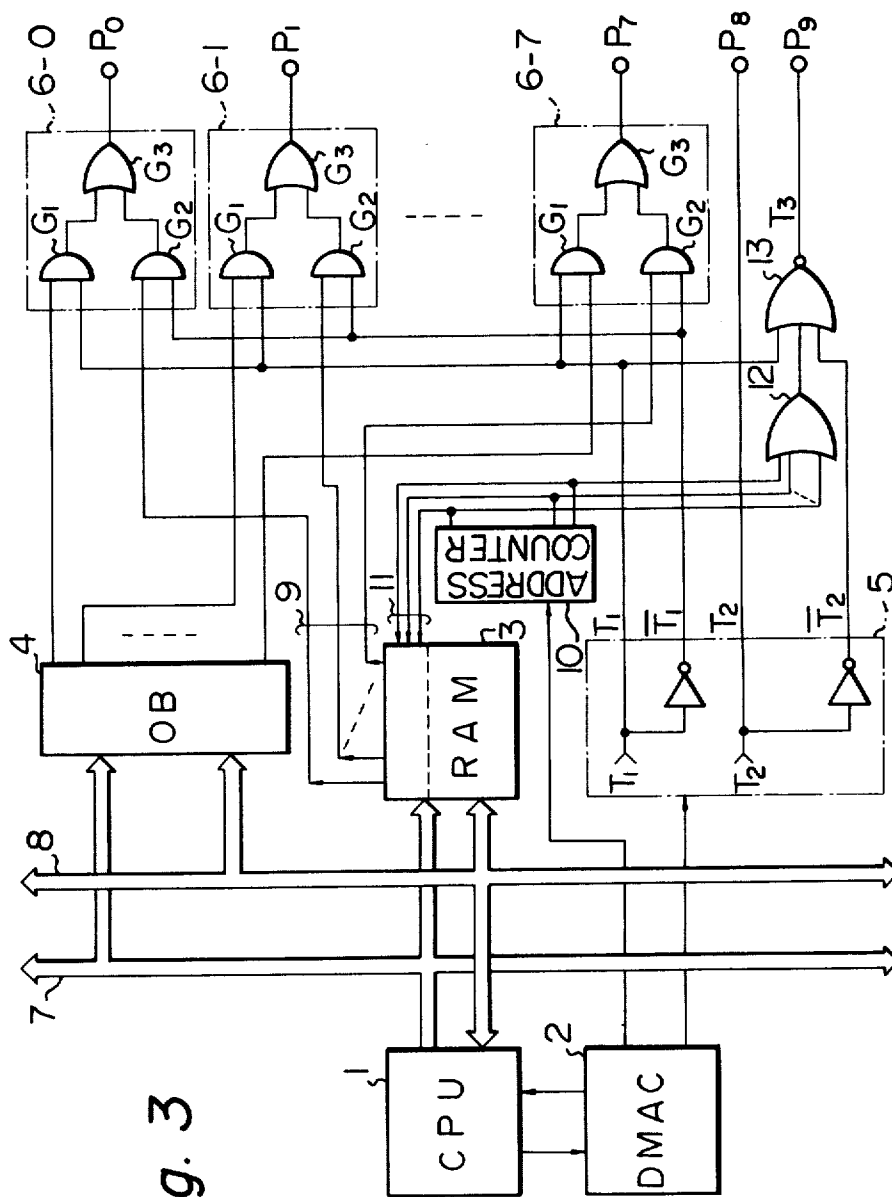 g. 3
6-0
P0
G1
G2
G3
6-1
P1
G1
G2
G3
6-7
P7
G1
G2
G3
P8
P9
4
OB
9
11
RAM
3
ADDRESS
COUNTER
10
T1
T̅1
T2
T̅2
T1
T2
5
12
13
T3
7
8
1
CPU
2
DMAC